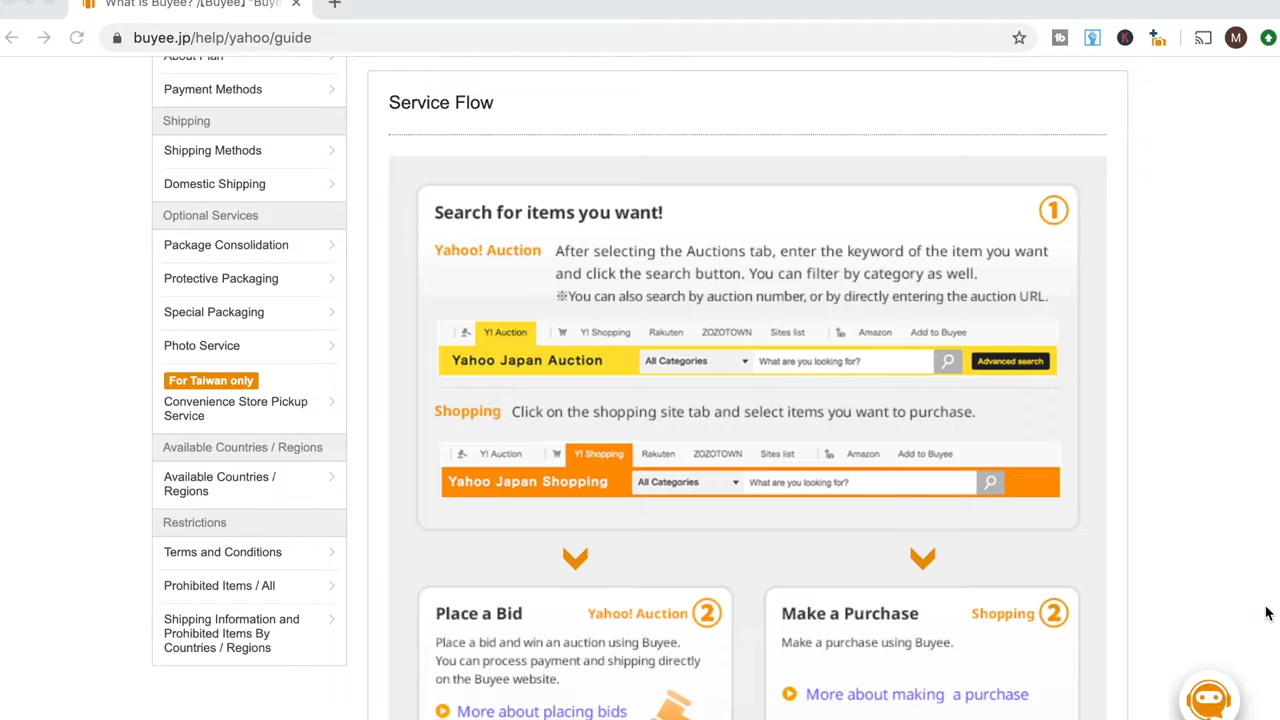 What is Buyee? /【Buyee】 "Buye
buyee.jp/help/yahoo/guide
M
About Plan
Payment Methods
Shipping
Shipping Methods
Domestic Shipping
Optional Services
Package Consolidation
Protective Packaging
Special Packaging
Photo Service
For Taiwan only
Convenience Store Pickup
Service
Available Countries / Regions
Available Countries /
Regions
Restrictions
Terms and Conditions
Prohibited Items / All
Shipping Information and
Prohibited Items By
Countries / Regions
Service Flow
Search for items you want!
1
Yahoo! Auction
After selecting the Auctions tab, enter the keyword of the item you want
and click the search button. You can filter by category as well.
※You can also search by auction number, or by directly entering the auction URL.
Y! Auction Y! Shopping Rakuten ZOZOTOWN Sites list Amazon Add to Buyee
Yahoo Japan Auction All Categories What are you looking for? Advanced search
Shopping Click on the shopping site tab and select items you want to purchase.
Y! Auction Y! Shopping Rakuten ZOZOTOWN Sites list Amazon Add to Buyee
Yahoo Japan Shopping All Categories What are you looking for?
Place a Bid Yahoo! Auction 2
Place a bid and win an auction using Buyee.
You can process payment and shipping directly
on the Buyee website.
More about placing bids
Make a Purchase Shopping 2
Make a purchase using Buyee.
More about making a purchase